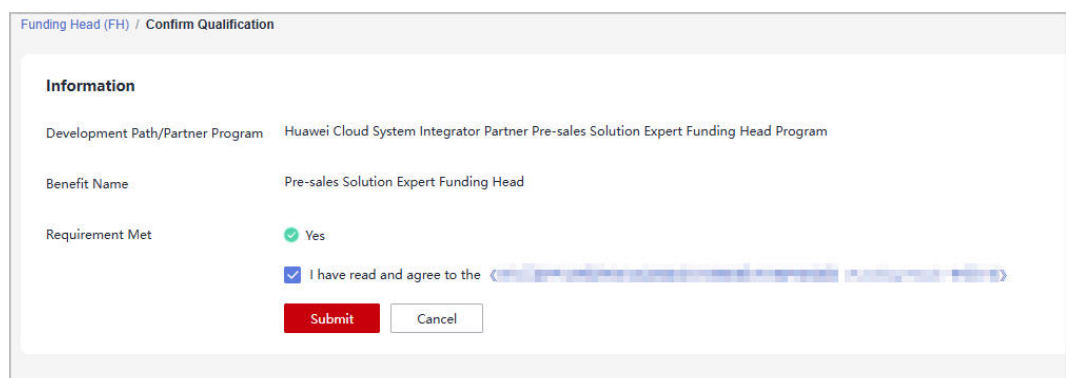 Funding Head (FH) / Confirm Qualification
Information
Development Path/Partner Program Huawei Cloud System Integrator Partner Pre-sales Solution Expert Funding Head Program
Benefit Name Pre-sales Solution Expert Funding Head
Requirement Met Yes
I have read and agree to the 《 》
Submit Cancel